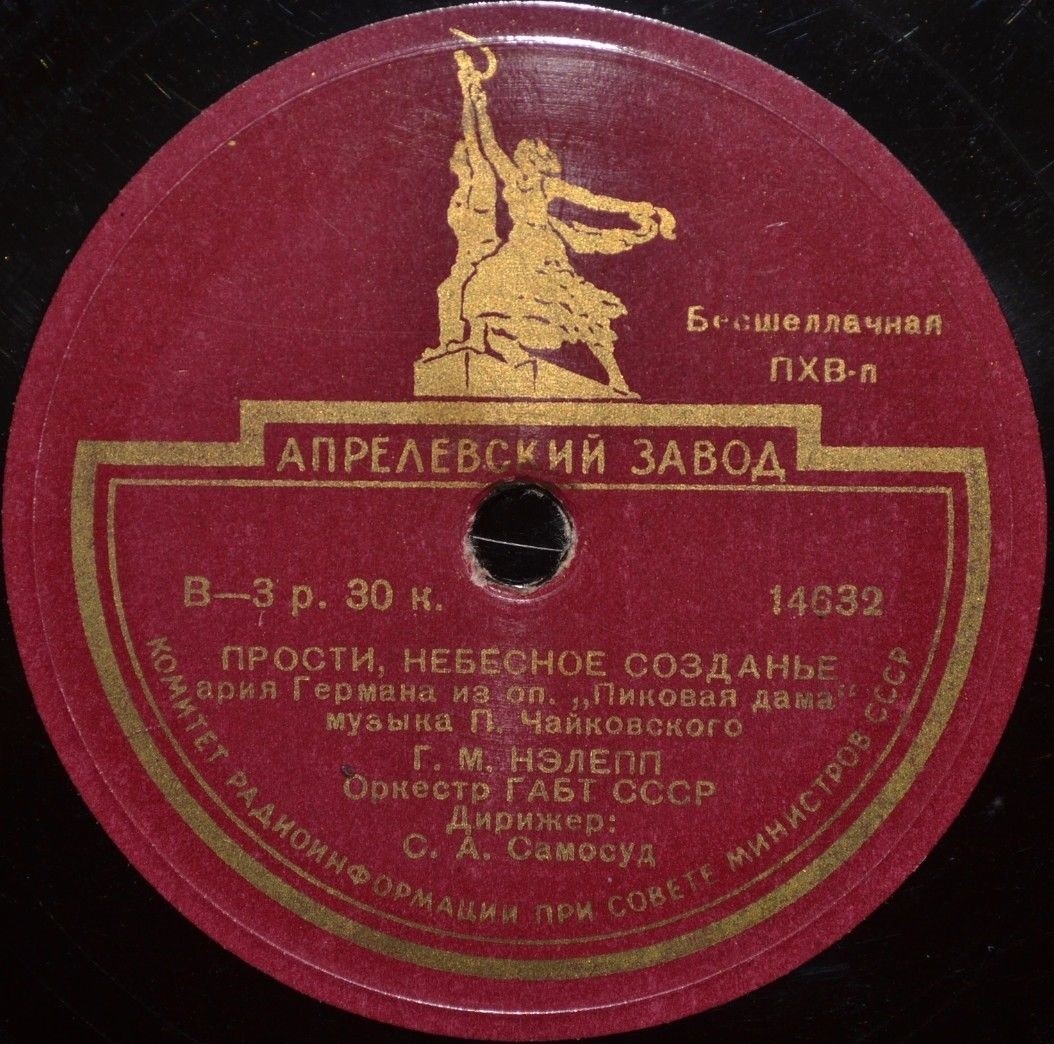 Бесшеллачная
ПХВ-п
АПРЕЛЕВСКИЙ ЗАВОД
В—3 р. 30 к.
14632
ПРОСТИ, НЕБЕСНОЕ СОЗДАНЬЕ
ария Германа из оп. „Пиковая дама“
музыка П. Чайковского
Г. М. НЭЛЕПП
Оркестр ГАБТ СССР
Дирижер:
С. А. Самосуд
КОМИТЕТ РАДИОИНФОРМАЦИИ ПРИ СОВЕТЕ МИНИСТРОВ СССР